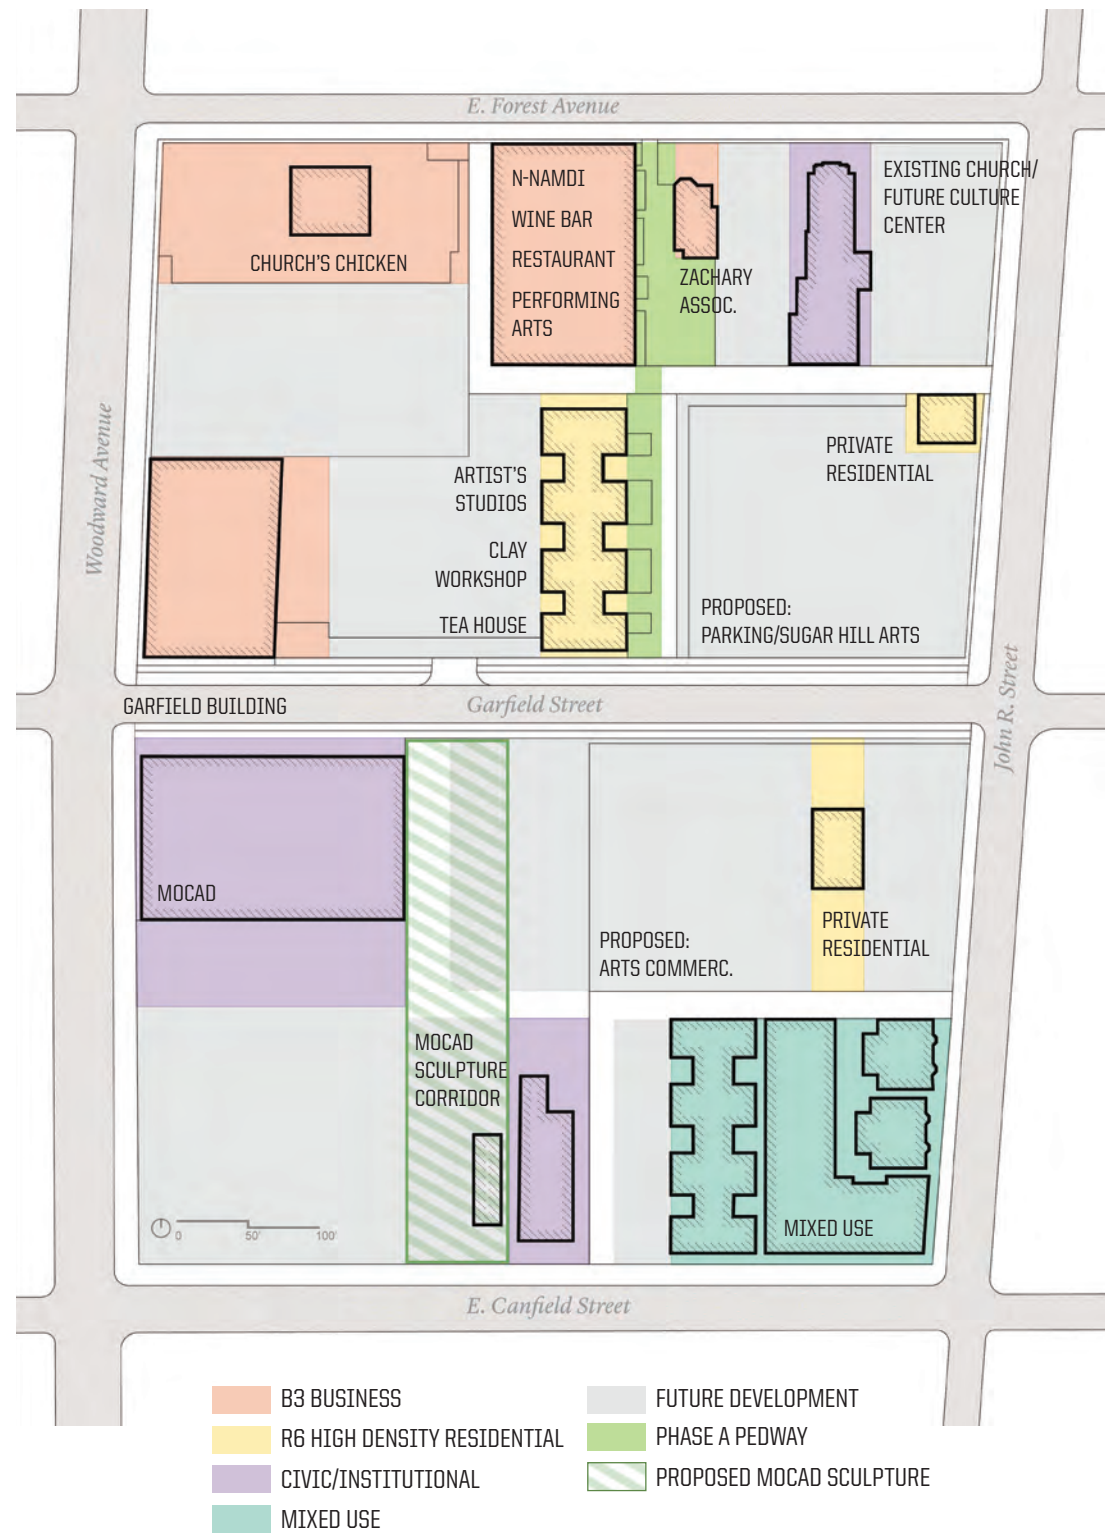 E. Forest Avenue
N-NAMDI
WINE BAR
RESTAURANT
PERFORMING
ARTS
CHURCH'S CHICKEN
ZACHARY
ASSOC.
EXISTING CHURCH/
FUTURE CULTURE
CENTER
Woodward Avenue
ARTIST'S
STUDIOS
CLAY
WORKSHOP
TEA HOUSE
PRIVATE
RESIDENTIAL
PROPOSED:
PARKING/SUGAR HILL ARTS
John R. Street
GARFIELD BUILDING
Garfield Street
MOCAD
PROPOSED:
ARTS COMMERC.
PRIVATE
RESIDENTIAL
MOCAD
SCULPTURE
CORRIDOR
MIXED USE
0 50' 100'
E. Canfield Street
B3 BUSINESS
R6 HIGH DENSITY RESIDENTIAL
CIVIC/INSTITUTIONAL
MIXED USE
FUTURE DEVELOPMENT
PHASE A PEDWAY
PROPOSED MOCAD SCULPTURE